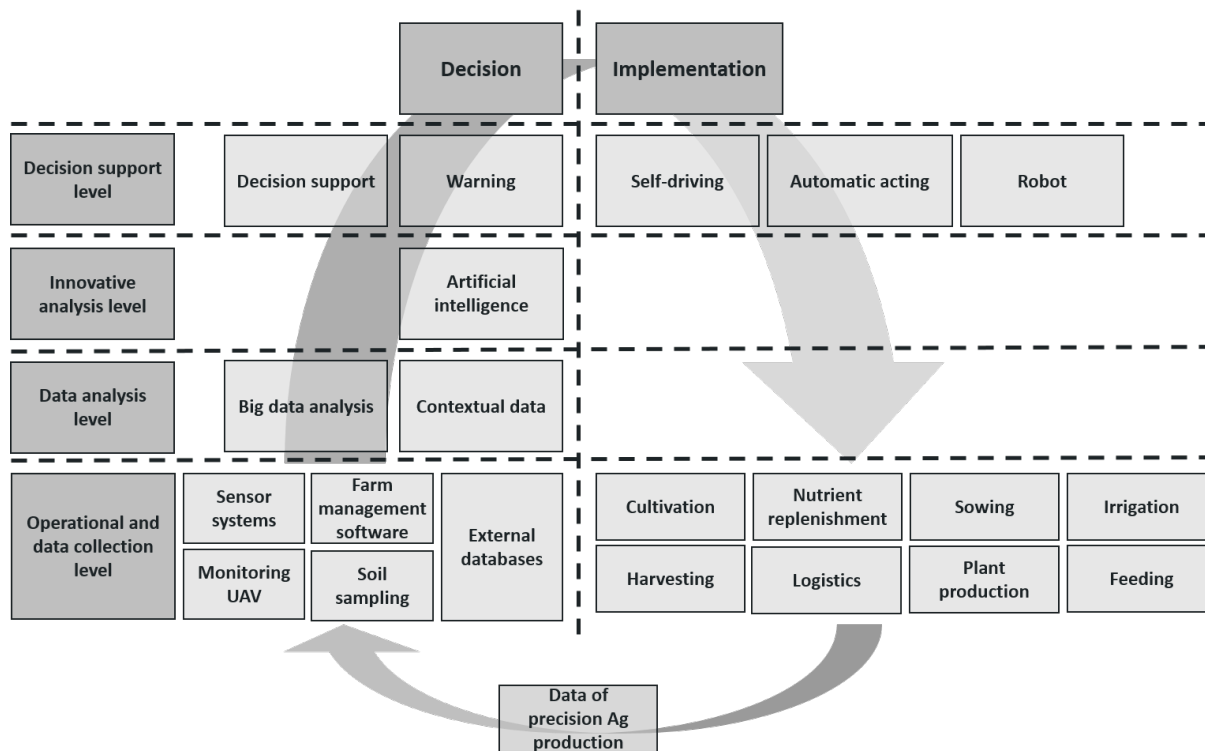 Decision
Implementation
Decision support
level
Decision support
Warning
Self-driving
Automatic acting
Robot
Innovative
analysis level
Artificial
intelligence
Data analysis
level
Big data analysis
Contextual data
Operational and
data collection
level
Sensor
systems
Farm
management
software
External
databases
Monitoring
UAV
Soil
sampling
Cultivation
Nutrient
replenishment
Sowing
Irrigation
Harvesting
Logistics
Plant
production
Feeding
Data of
precision Ag
production